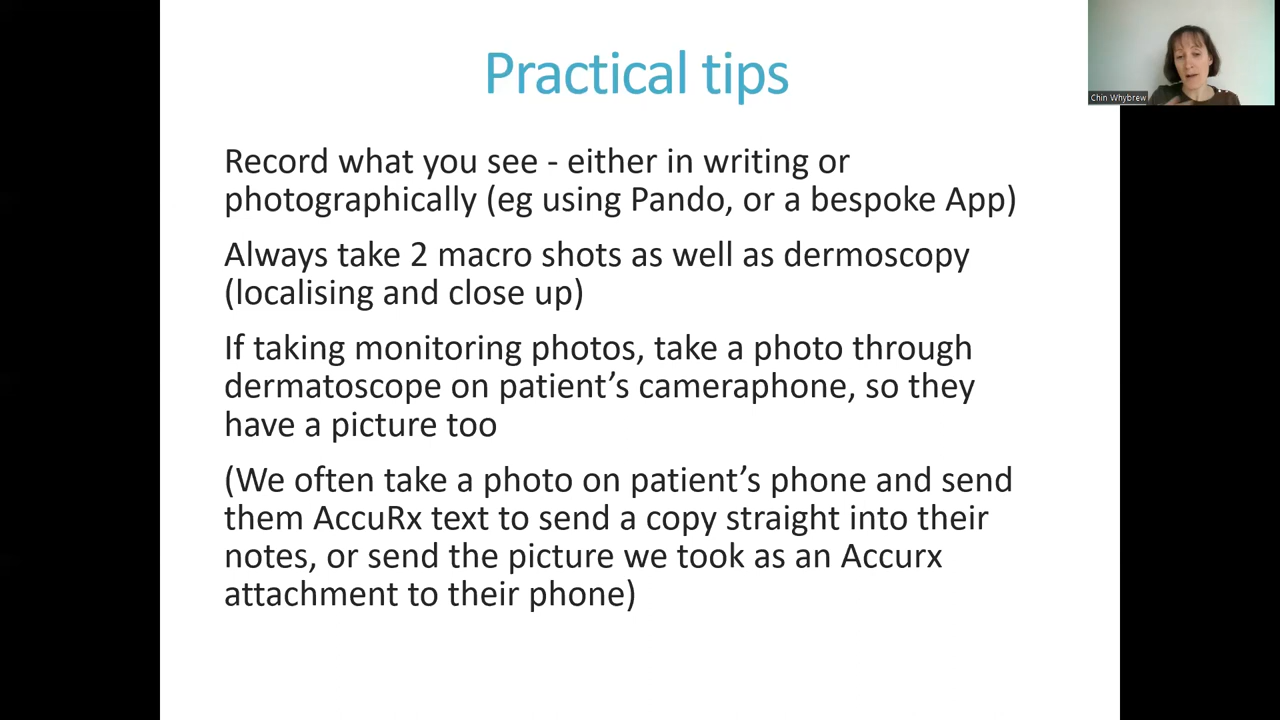 Practical tips
Chin Whybrew
Record what you see - either in writing or
photographically (eg using Pando, or a bespoke App)
Always take 2 macro shots as well as dermoscopy
(localising and close up)
If taking monitoring photos, take a photo through
dermatoscope on patient’s cameraphone, so they
have a picture too
(We often take a photo on patient’s phone and send
them AccuRx text to send a copy straight into their
notes, or send the picture we took as an Accurx
attachment to their phone)